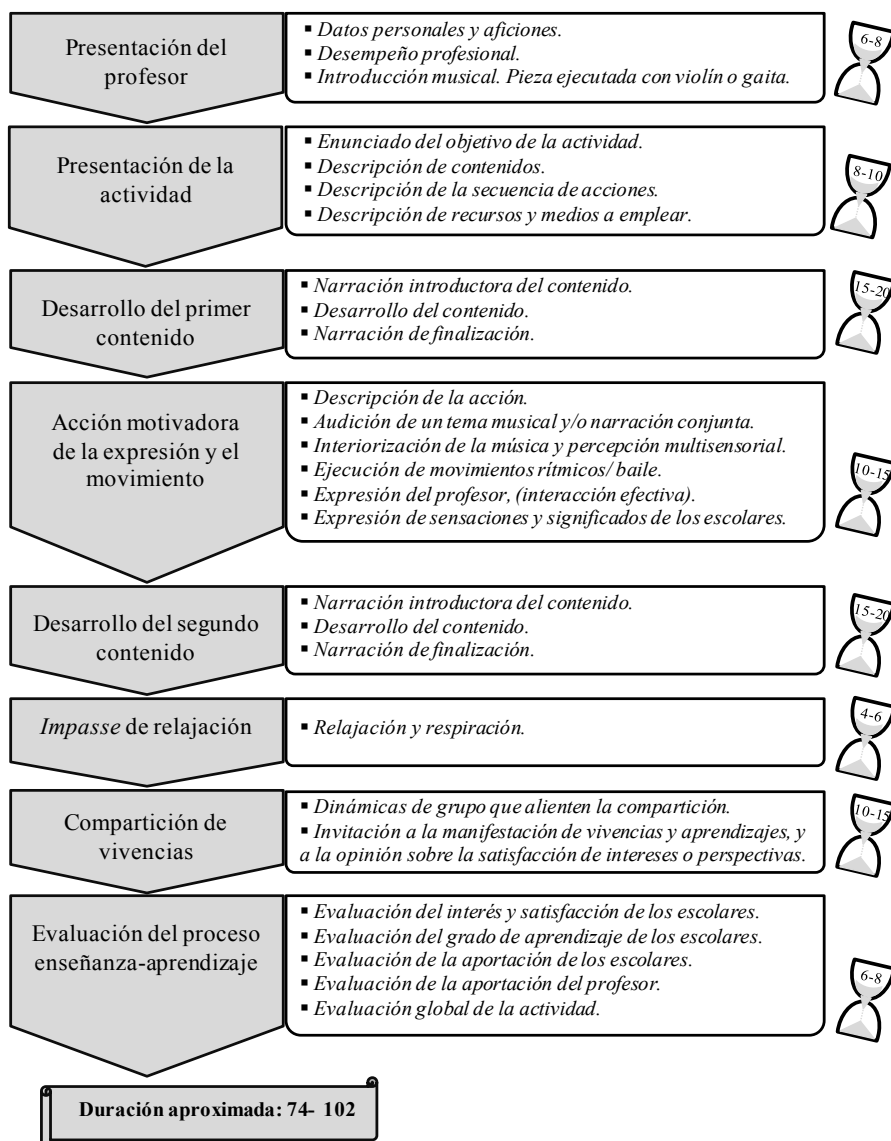 Presentación del
profesor
▪ Datos personales y aficiones.
▪ Desempeño profesional.
▪ Introducción musical. Pieza ejecutada con violín o gaita.
6-8
Presentación de la
actividad
▪ Enunciado del objetivo de la actividad.
▪ Descripción de contenidos.
▪ Descripción de la secuencia de acciones.
▪ Descripción de recursos y medios a emplear.
8-10
Desarrollo del primer
contenido
▪ Narración introductora del contenido.
▪ Desarrollo del contenido.
▪ Narración de finalización.
15-20
Acción motivadora
de la expresión y el
movimiento
▪ Descripción de la acción.
▪ Audición de un tema musical y/o narración conjunta.
▪ Interiorización de la música y percepción multisensorial.
▪ Ejecución de movimientos rítmicos/ baile.
▪ Expresión del profesor, (interacción efectiva).
▪ Expresión de sensaciones y significados de los escolares.
10-15
Desarrollo del segundo
contenido
▪ Narración introductora del contenido.
▪ Desarrollo del contenido.
▪ Narración de finalización.
15-20
Impasse de relajación
▪ Relajación y respiración.
4-6
Compartición de
vivencias
▪ Dinámicas de grupo que alienten la compartición.
▪ Invitación a la manifestación de vivencias y aprendizajes, y
a la opinión sobre la satisfacción de intereses o perspectivas.
10-15
Evaluación del proceso
enseñanza-aprendizaje
▪ Evaluación del interés y satisfacción de los escolares.
▪ Evaluación del grado de aprendizaje de los escolares.
▪ Evaluación de la aportación de los escolares.
▪ Evaluación de la aportación del profesor.
▪ Evaluación global de la actividad.
6-8
Duración aproximada: 74- 102